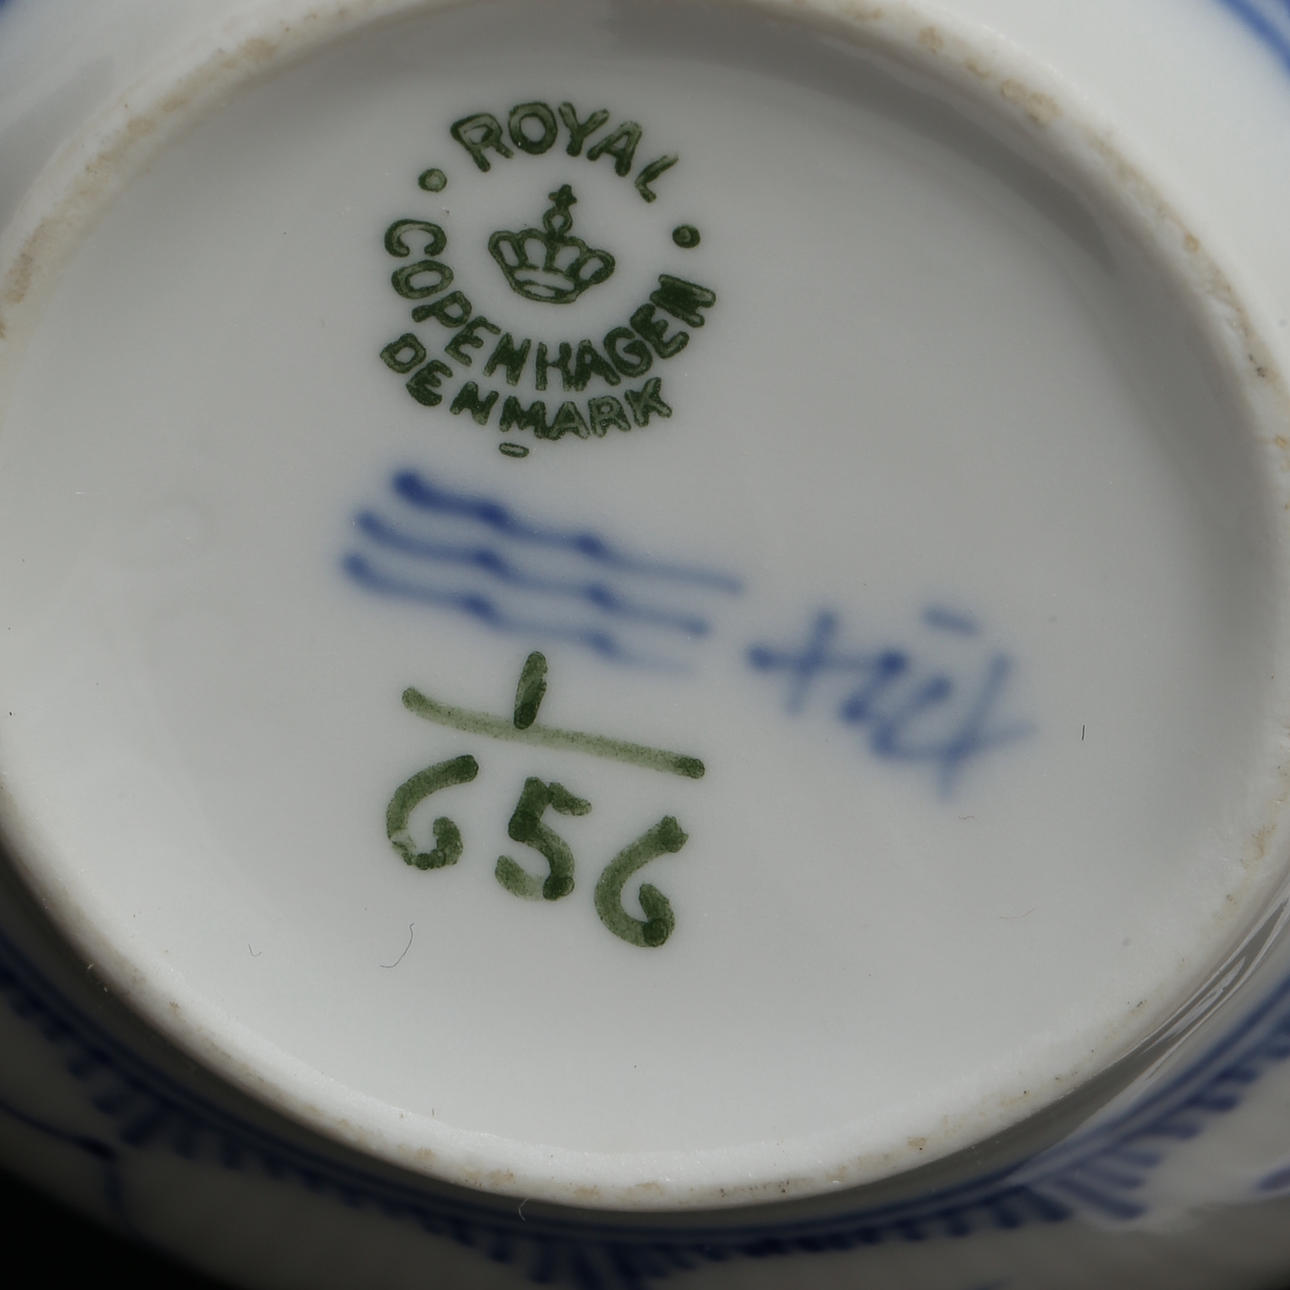 ROYAL
COPENHAGEN
DENMARK
1
656